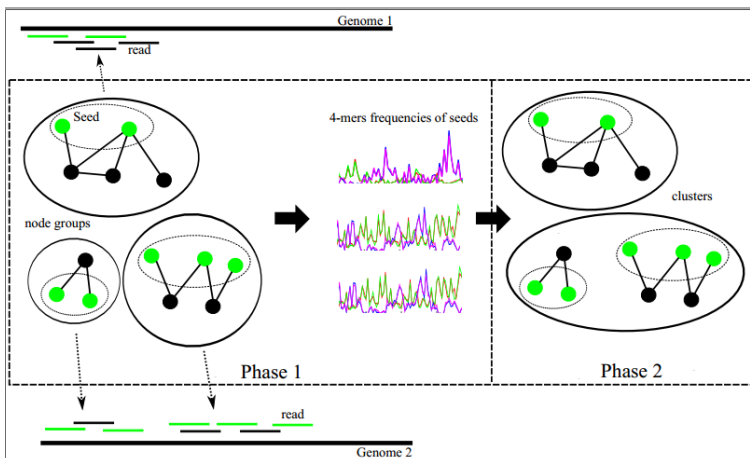 Genome 1
read
Seed
4-mers frequencies of seeds
node groups
clusters
Phase 1
Phase 2
read
Genome 2